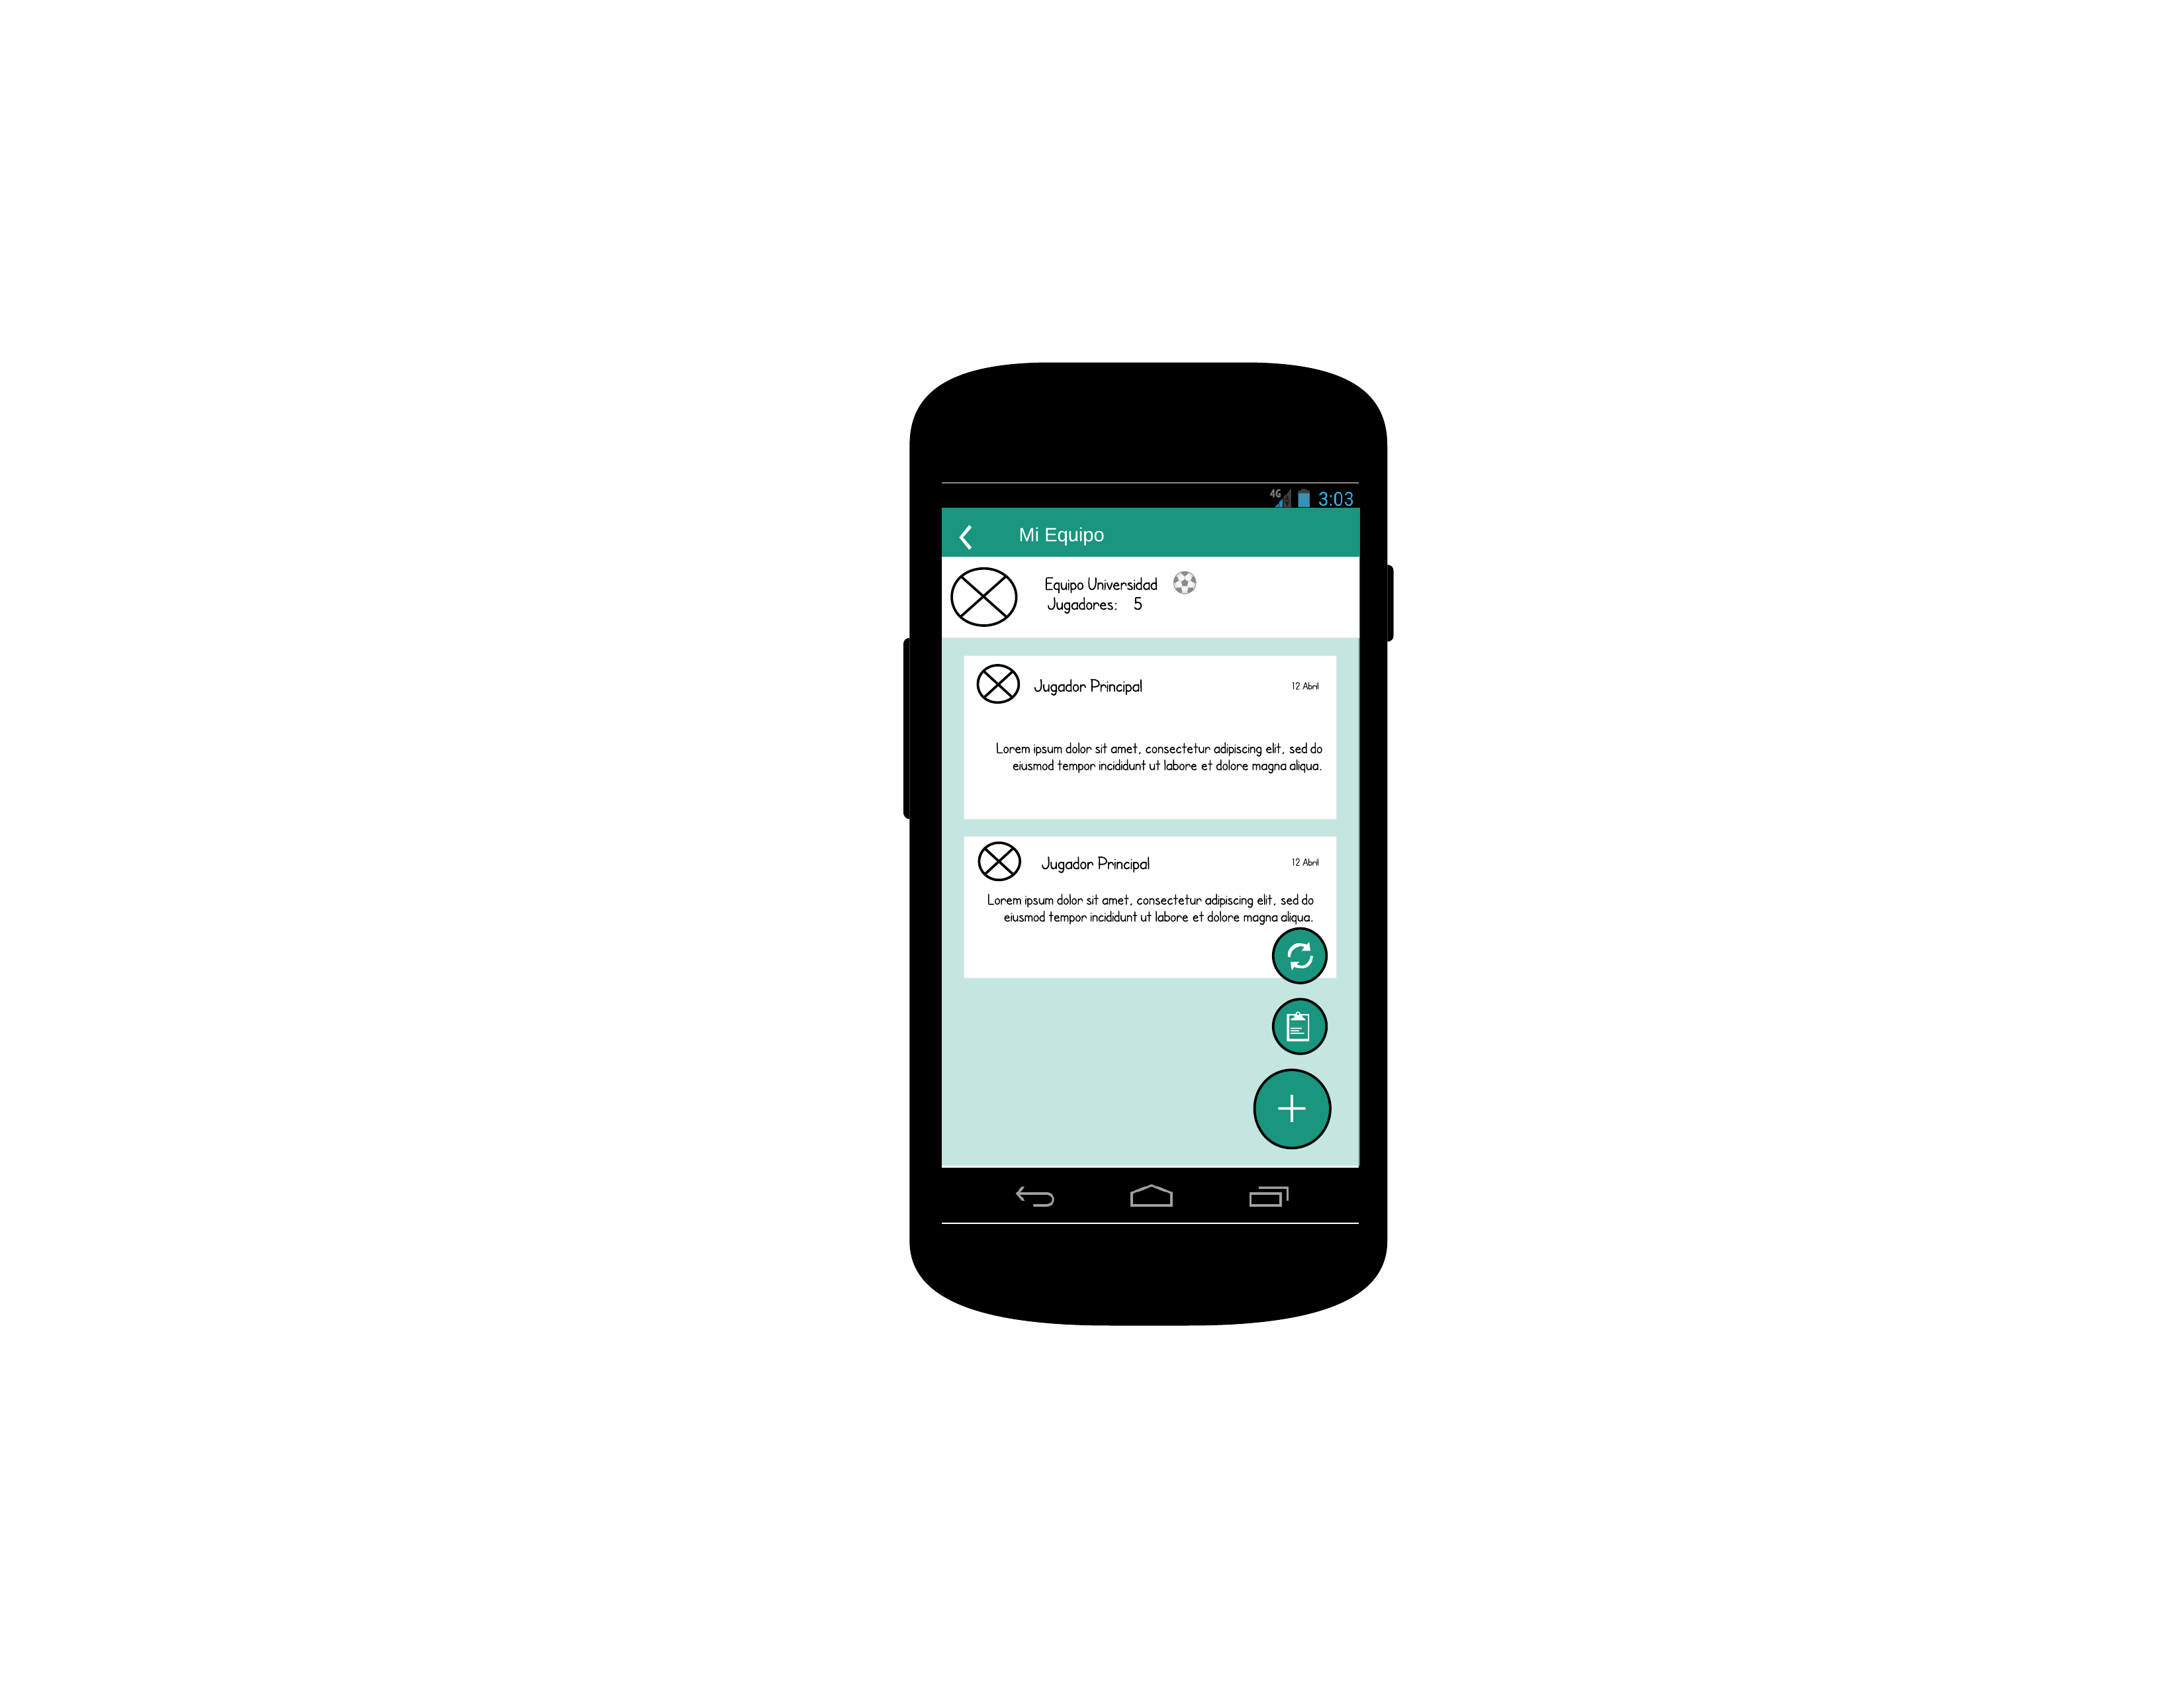 4G 3:03
Mi Equipo
Equipo Universidad
Jugadores: 5
Jugador Principal 12 Abril
Lorem ipsum dolor sit amet, consectetur adipiscing elit, sed do
eiusmod tempor incididunt ut labore et dolore magna aliqua.
Jugador Principal 12 Abril
Lorem ipsum dolor sit amet, consectetur adipiscing elit, sed do
eiusmod tempor incididunt ut labore et dolore magna aliqua.